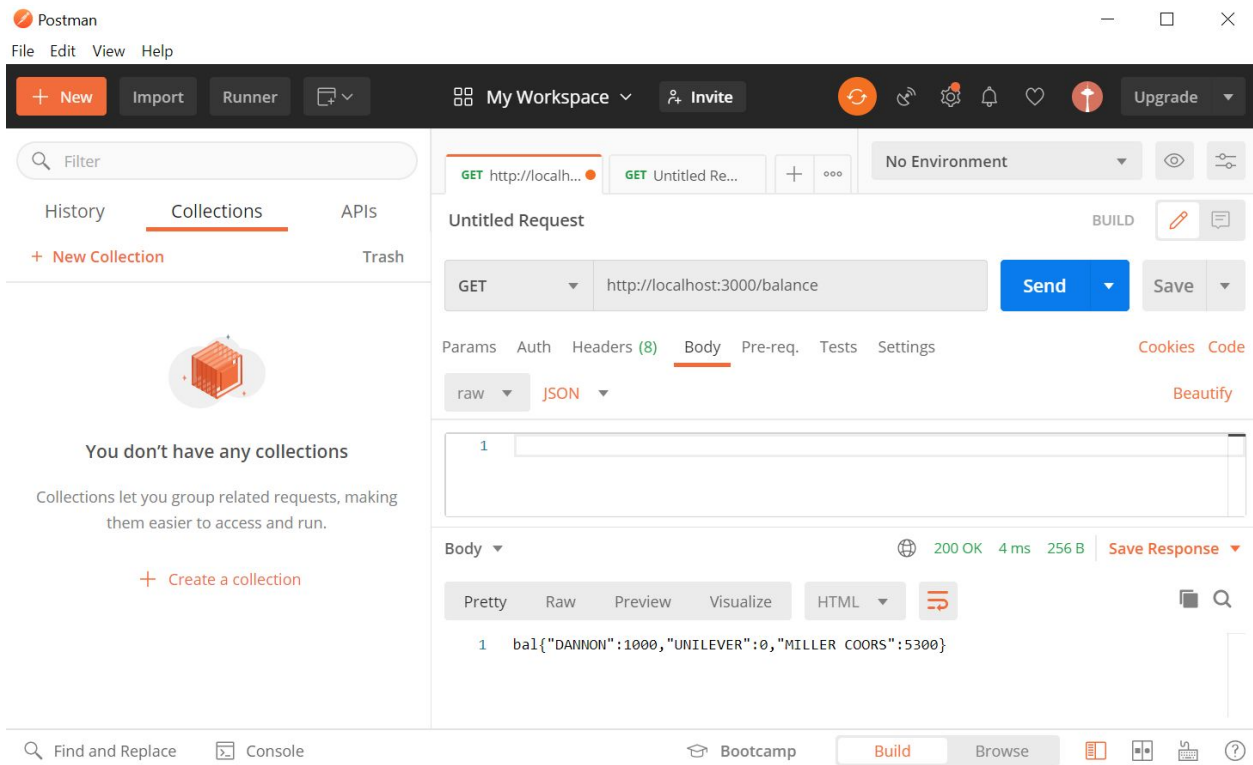 Postman
File Edit View Help
+ New Import Runner My Workspace Invite Upgrade
Filter
History Collections APIs
+ New Collection Trash
You don't have any collections
Collections let you group related requests, making
them easier to access and run.
+ Create a collection
GET http://localh... GET Untitled Re... + ooo No Environment
Untitled Request BUILD
GET http://localhost:3000/balance Send Save
Params Auth Headers (8) Body Pre-req. Tests Settings Cookies Code
raw JSON Beautify
1
Body 200 OK 4 ms 256 B Save Response
Pretty Raw Preview Visualize HTML
1 bal{"DANNON":1000,"UNILEVER":0,"MILLER COORS":5300}
Find and Replace Console Bootcamp Build Browse ?